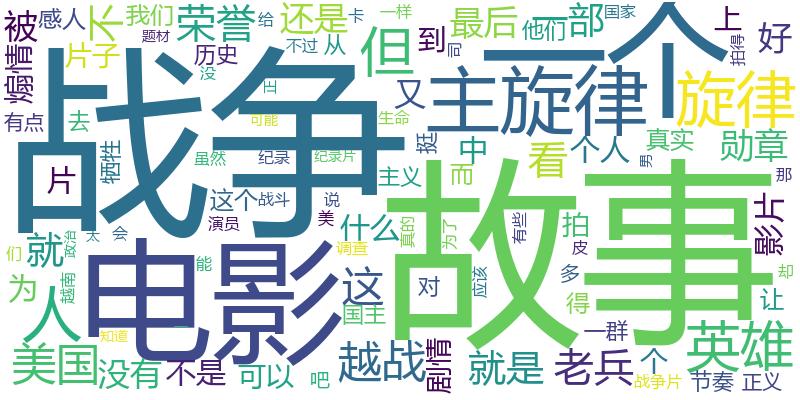 煽情
被
感人
不
我们
荣誉
给
还是
卡
一样
最后
一部
国家
上
他们
到
拍得
好
片子
题材
历史
不过
从
但
同
一个
有点
去
没
正
又
主旋律
旋律
战争
可能
生命
挺
中
个人
真实
勋章
片
牺牲
虽然
纪录
纪录片
主义
而
看
男
那
这个
战斗
说
故事
影片
演员
美
什么
真的
为了
有些
拍
皮
们
就
政治
太
会
电影
调查
这
对
应该
多
却
为
人
越南
能
国主
得
让
知道
一
一群
英雄
美国
没有
不是
可以
吧
越战
剧情
就是
老兵
个
战争片
节奏
正义